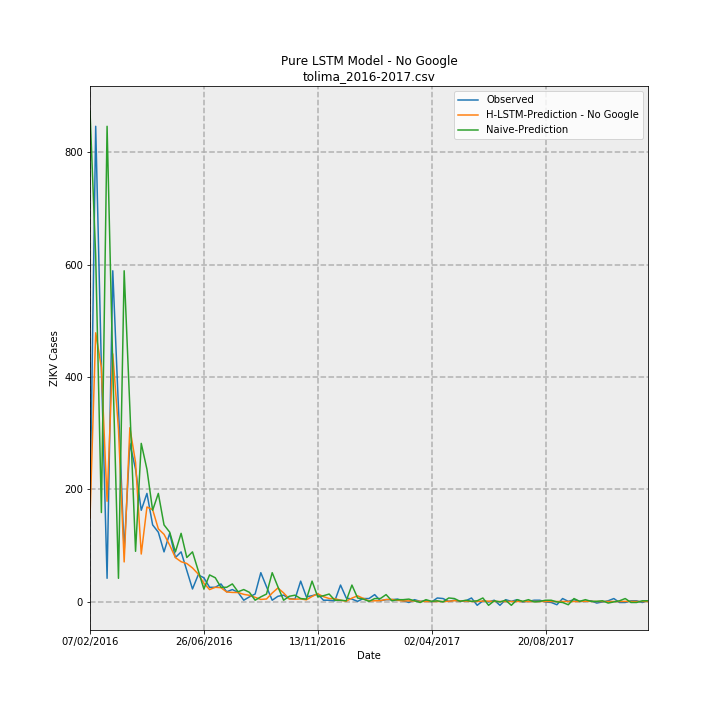 Pure LSTM Model - No Google
tolima_2016-2017.csv
Observed
H-LSTM-Prediction - No Google
Naive-Prediction
800
600
400
200
0
ZIKV Cases
07/02/2016
26/06/2016
13/11/2016
02/04/2017
20/08/2017
Date